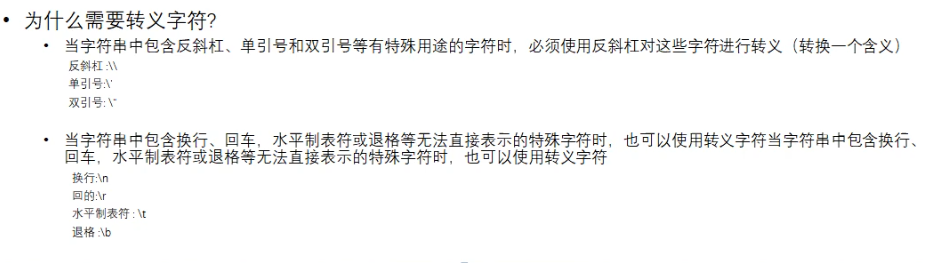 • 为什么需要转义字符?
• 当字符串中包含反斜杠、单引号和双引号等有特殊用途的字符时，必须使用反斜杠对这些字符进行转义（转换一个含义）
反斜杠 :\\
单引号:\'
双引号: \"
• 当字符串中包含换行、回车，水平制表符或退格等无法直接表示的特殊字符时，也可以使用转义字符当字符串中包含换行、
回车，水平制表符或退格等无法直接表示的特殊字符时，也可以使用转义字符
换行:\n
回的:\r
水平制表符 : \t
退格 :\b